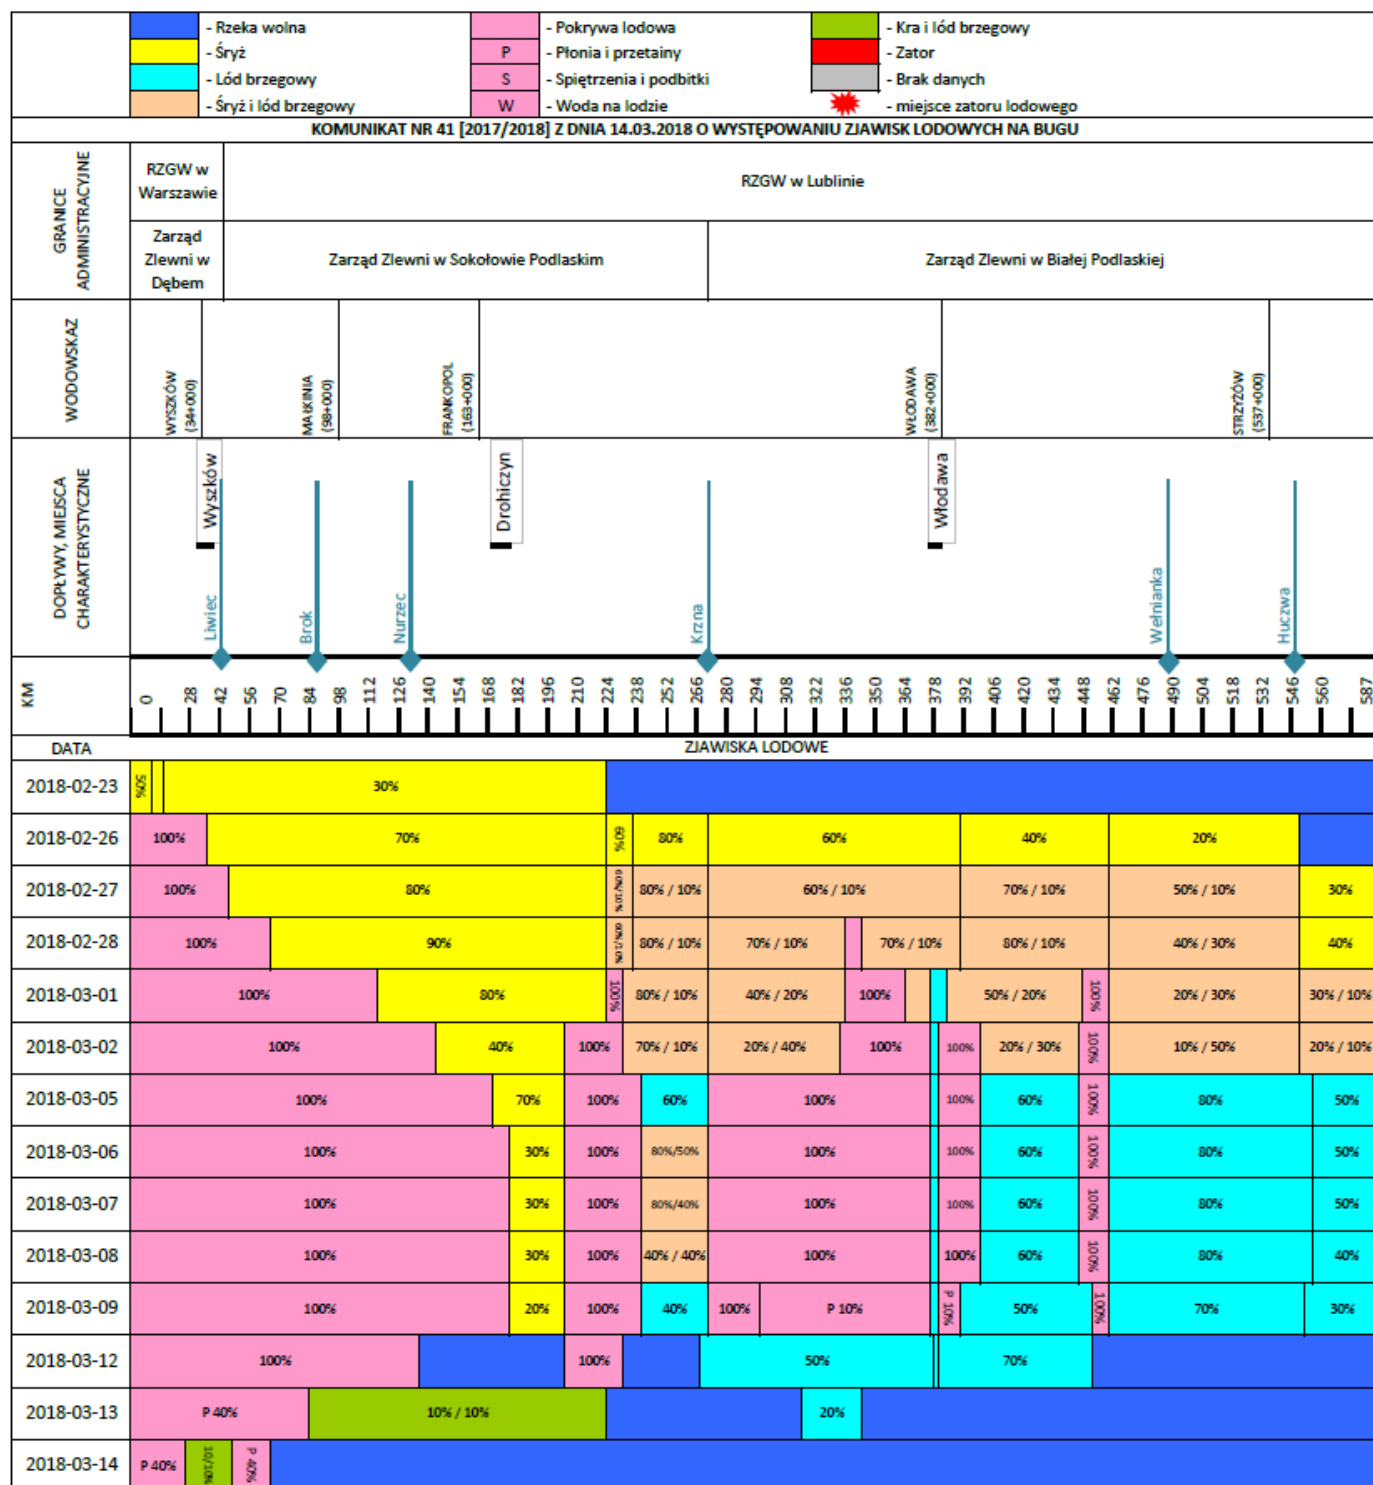 - Rzeka wolna
- Śryż
- Lód brzegowy
- Śryż i lód brzegowy
- Pokrywa lodowa
P - Płonia i przetainy
S - Spiętrzenia i podbitki
W - Woda na lodzie
- Kra i lód brzegowy
- Zator
- Brak danych
- miejsce zatoru lodowego
KOMUNIKAT NR 41 [2017/2018] Z DNIA 14.03.2018 O WYSTĘPOWANIU ZJAWISK LODOWYCH NA BUGU
GRANICE
ADMINISTRACYJNE
RZGW w
Warszawie
RZGW w Lublinie
Zarząd
Zlewni w
Dębem
Zarząd Zlewni w Sokołowie Podlaskim
Zarząd Zlewni w Białej Podlaskiej
WODOWSKAZ
WYSZKÓW
(34+000)
MAŁKINIA
(98+000)
FRANKOPOL
(163+000)
WŁODAWA
(382+000)
STRZYŻÓW
(537+000)
DOPŁYWY, MIEJSCA
CHARAKTERYSTYCZNE
Wyszków
Drohiczyn
Włodawa
Liwiec
Brok
Nurzec
Krzna
Wełnianka
Huczwa
KM
0 28 42 56 70 84 98 112 126 140 154 168 182 196 210 224 238 252 266 280 294 308 322 336 350 364 378 392 406 420 434 448 462 476 490 504 518 532 546 560 587
DATA ZJAWISKA LODOWE
2018-02-23 50% 30%
2018-02-26 100% 70% 60% 80% 60% 40% 20%
2018-02-27 100% 80% 60%/10% 80% / 10% 60% / 10% 70% / 10% 50% / 10% 30%
2018-02-28 100% 90% 60%/10% 80% / 10% 70% / 10% 70% / 10% 80% / 10% 40% / 30% 40%
2018-03-01 100% 80% 100% 80% / 10% 40% / 20% 100% 50% / 20% 100% 20% / 30% 30% / 10%
2018-03-02 100% 40% 100% 70% / 10% 20% / 40% 100% 100% 20% / 30% 100% 10% / 50% 20% / 10%
2018-03-05 100% 70% 100% 60% 100% 100% 60% 100% 80% 50%
2018-03-06 100% 30% 100% 80%/50% 100% 100% 60% 100% 80% 50%
2018-03-07 100% 30% 100% 80%/40% 100% 100% 60% 100% 80% 50%
2018-03-08 100% 30% 100% 40% / 40% 100% 100% 60% 100% 80% 40%
2018-03-09 100% 20% 100% 40% 100% P 10% P 10% 50% 100% 70% 30%
2018-03-12 100% 100% 50% 70%
2018-03-13 P 40% 10% / 10% 20%
2018-03-14 P 40% 10/10% P 40%